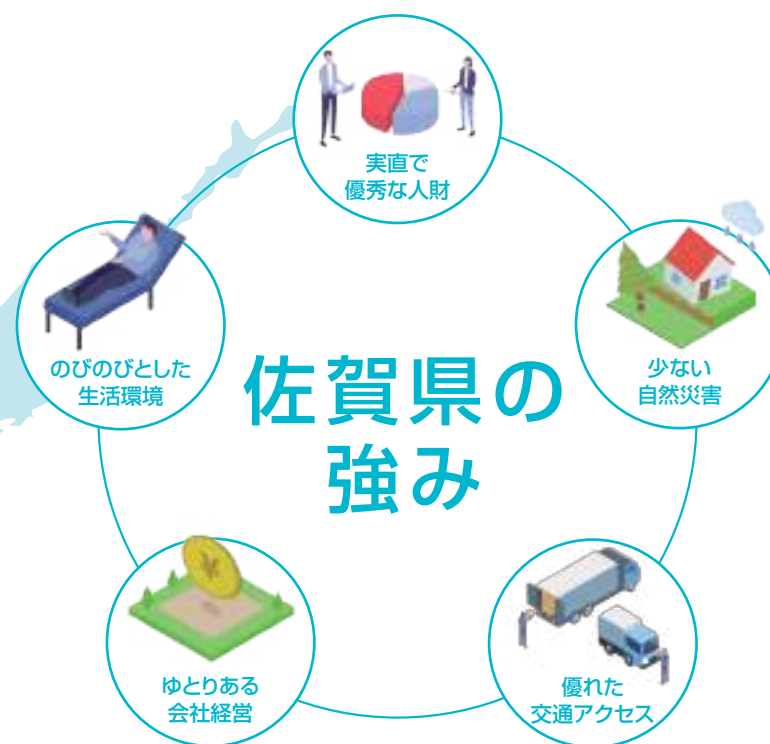 実直で
優秀な人財
のびのびとした
生活環境
少ない
自然災害
佐賀県の
強み
ゆとりある
会社経営
優れた
交通アクセス